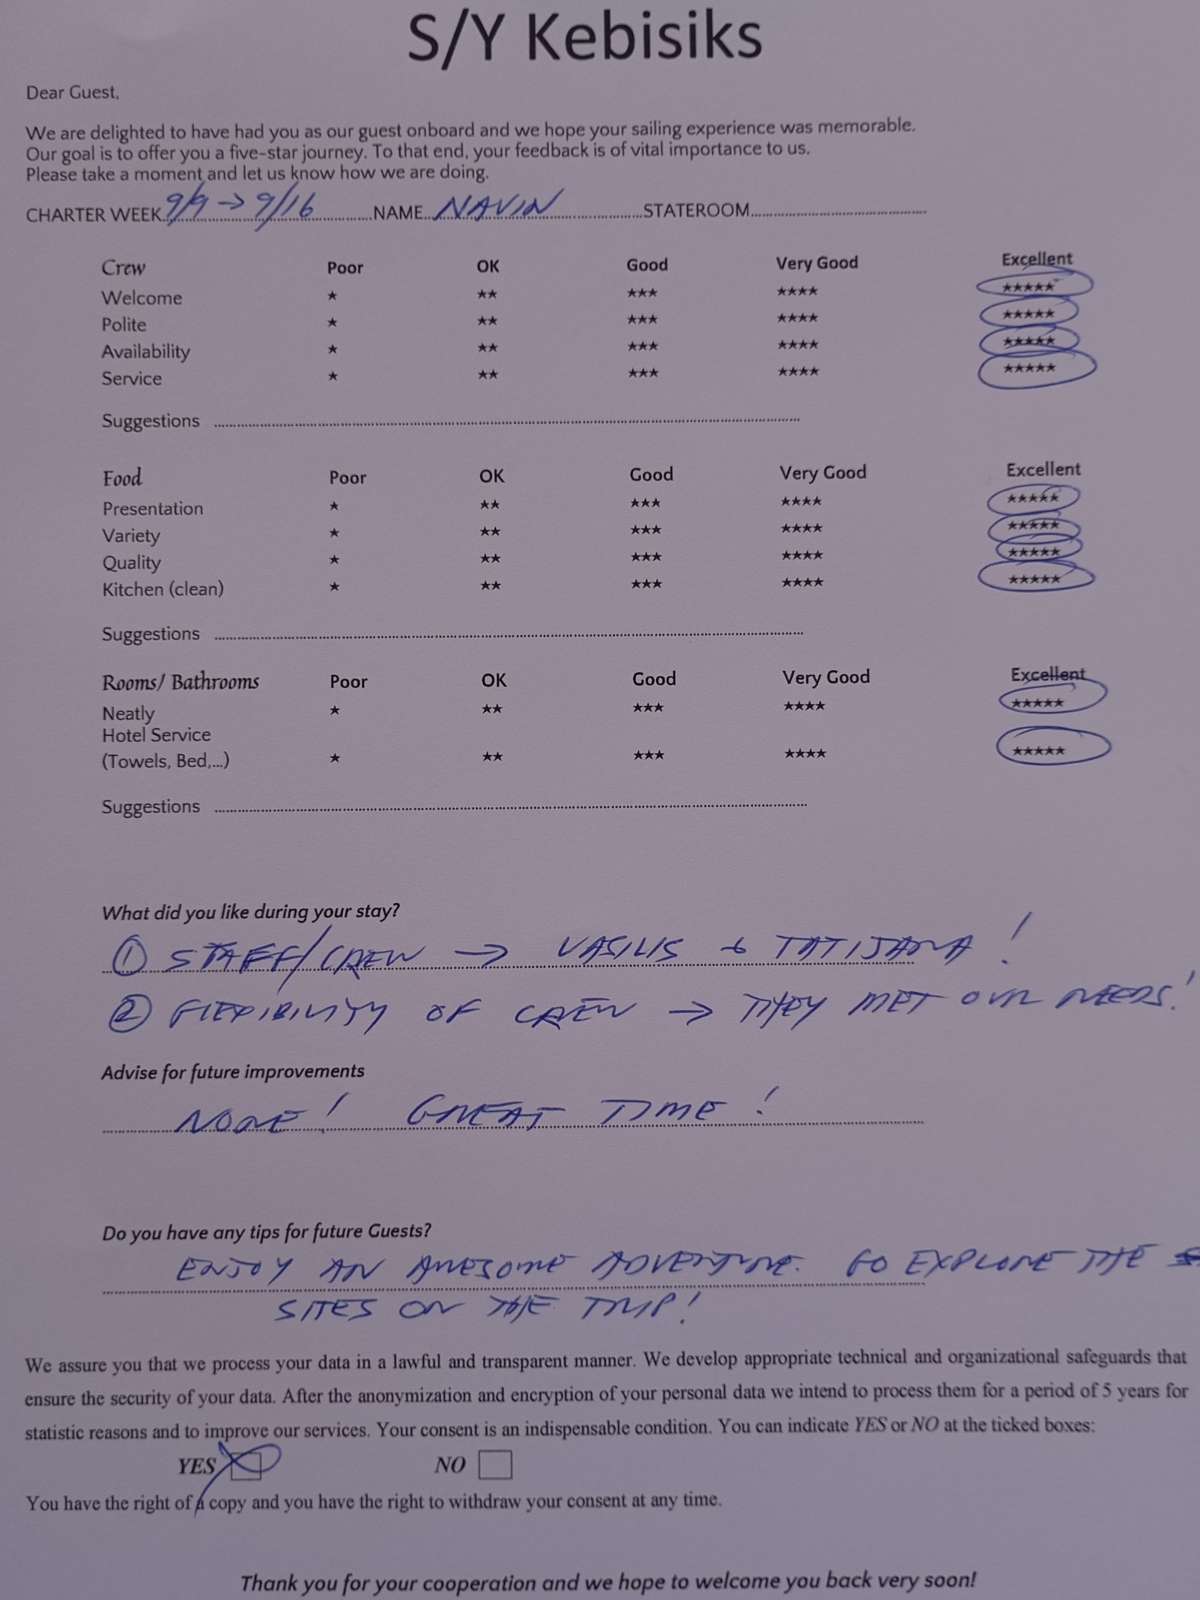 S/Y Kebisiks
Dear Guest,
We are delighted to have had you as our guest onboard and we hope your sailing experience was memorable.
Our goal is to offer you a five-star journey. To that end, your feedback is of vital importance to us.
Please take a moment and let us know how we are doing.
CHARTER WEEK 9/9 → 9/16 NAME NAVIN STATEROOM
Crew Poor OK Good Very Good Excellent
Welcome ★ ★★ ★★★ ★★★★ ★★★★★
Polite ★ ★★ ★★★ ★★★★ ★★★★★
Availability ★ ★★ ★★★ ★★★★ ★★★★★
Service ★ ★★ ★★★ ★★★★ ★★★★★
Suggestions
Food Poor OK Good Very Good Excellent
Presentation ★ ★★ ★★★ ★★★★ ★★★★★
Variety ★ ★★ ★★★ ★★★★ ★★★★★
Quality ★ ★★ ★★★ ★★★★ ★★★★★
Kitchen (clean) ★ ★★ ★★★ ★★★★ ★★★★★
Suggestions
Rooms/ Bathrooms Poor OK Good Very Good Excellent
Neatly ★ ★★ ★★★ ★★★★ ★★★★★
Hotel Service
(Towels, Bed,...) ★ ★★ ★★★ ★★★★ ★★★★★
Suggestions
What did you like during your stay?
① STAFF/CREW → VASILIS + TATIJANA!
② FLEXIBILITY OF CREW → THEY MET OUR NEEDS!
Advise for future improvements
NONE! GREAT TIME!
Do you have any tips for future Guests?
ENJOY AN AWESOME ADVENTURE. GO EXPLORE THE
SITES ON THE TRIP!
We assure you that we process your data in a lawful and transparent manner. We develop appropriate technical and organizational safeguards that
ensure the security of your data. After the anonymization and encryption of your personal data we intend to process them for a period of 5 years for
statistic reasons and to improve our services. Your consent is an indispensable condition. You can indicate YES or NO at the ticked boxes:
YES NO
You have the right of a copy and you have the right to withdraw your consent at any time.
Thank you for your cooperation and we hope to welcome you back very soon!